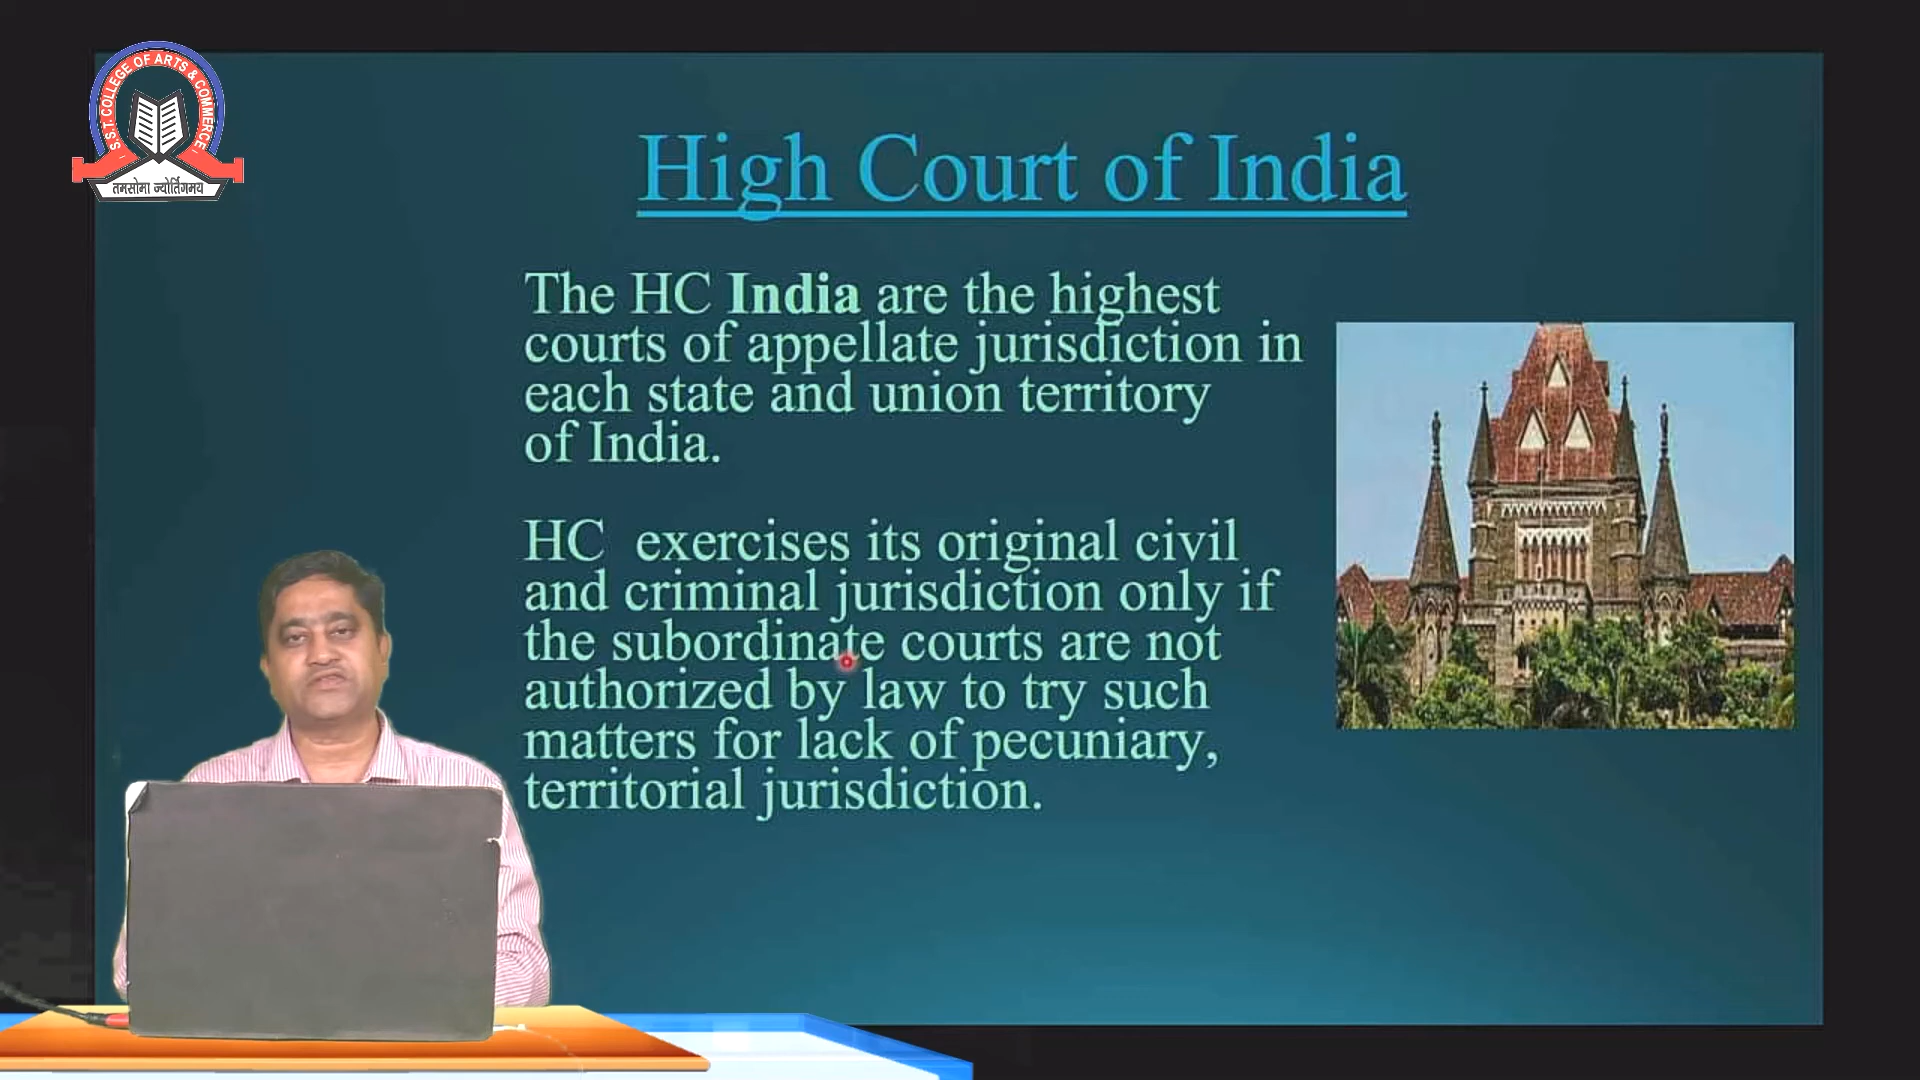 S.S.T. COLLEGE OF ARTS & COMMERCE
तमसोमा ज्योर्तिगमय
High Court of India
The HC India are the highest
courts of appellate jurisdiction in
each state and union territory
of India.
HC exercises its original civil
and criminal jurisdiction only if
the subordinate courts are not
authorized by law to try such
matters for lack of pecuniary,
territorial jurisdiction.